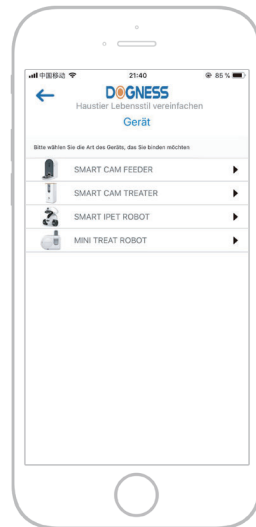 中国移动 21:40 85 %
DOGNESS
Haustier Lebensstil vereinfachen
Gerät
Bitte wählen Sie die Art des Geräts, das Sie binden möchten
SMART CAM FEEDER
SMART CAM TREATER
SMART IPET ROBOT
MINI TREAT ROBOT